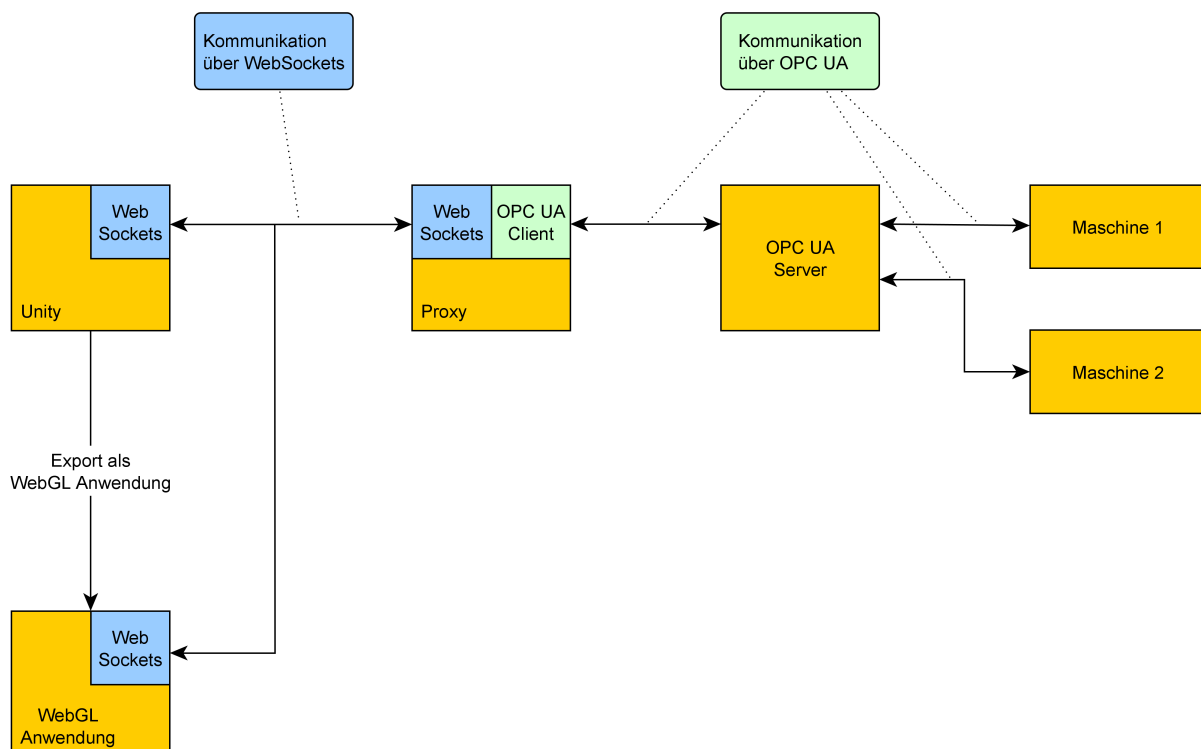 Kommunikation
über WebSockets
Kommunikation
über OPC UA
Web
Sockets
Unity
Web
Sockets
OPC UA
Client
Proxy
OPC UA
Server
Maschine 1
Maschine 2
Export als
WebGL Anwendung
Web
Sockets
WebGL
Anwendung